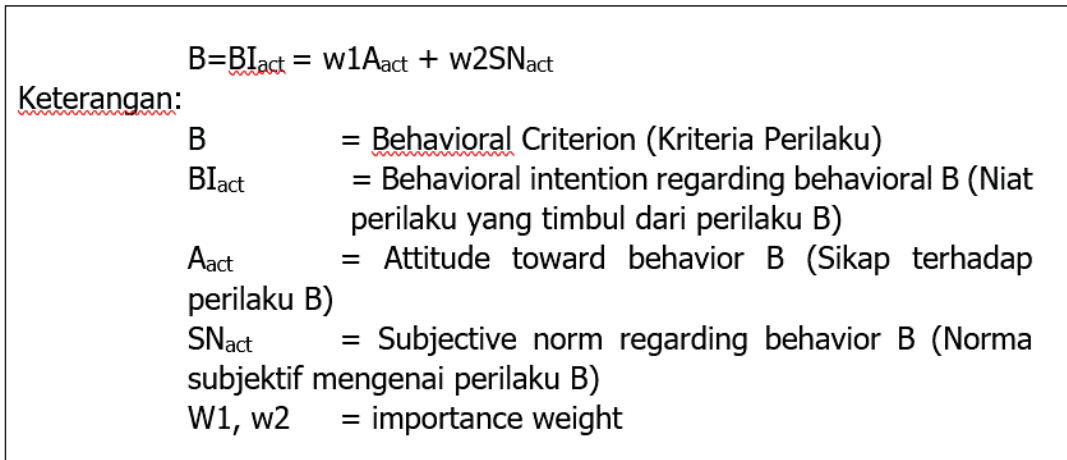 B=BIact = w1Aact + w2SNact
Keterangan:
B = Behavioral Criterion (Kriteria Perilaku)
BIact = Behavioral intention regarding behavioral B (Niat
perilaku yang timbul dari perilaku B)
Aact = Attitude toward behavior B (Sikap terhadap
perilaku B)
SNact = Subjective norm regarding behavior B (Norma
subjektif mengenai perilaku B)
W1, w2 = importance weight